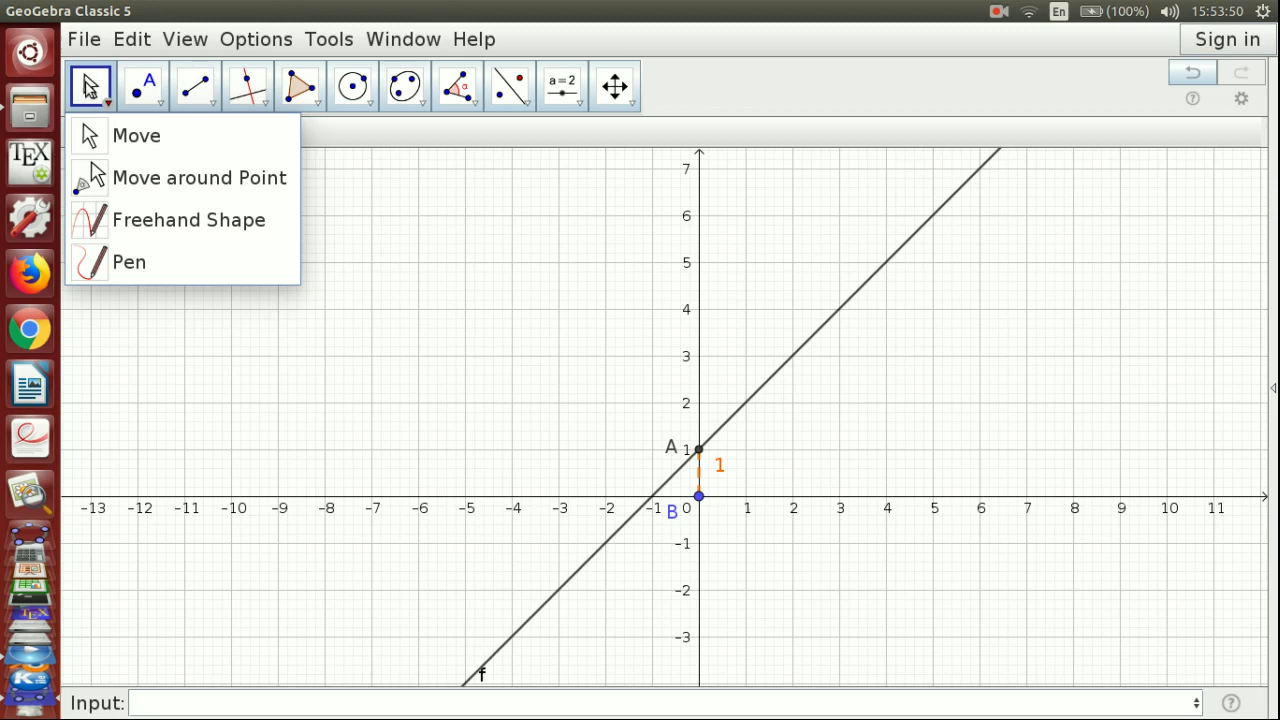 GeoGebra Classic 5
En
(100%)
15:53:50
File Edit View Options Tools Window Help
Sign in
A
α
a=2
Move
Move around Point
Freehand Shape
Pen
TEX
7
6
5
4
3
2
A 1
1
-13 -12 -11 -10 -9 -8 -7 -6 -5 -4 -3 -2 -1 0 1 2 3 4 5 6 7 8 9 10 11
B
-1
-2
-3
f
TEX
K
Input: